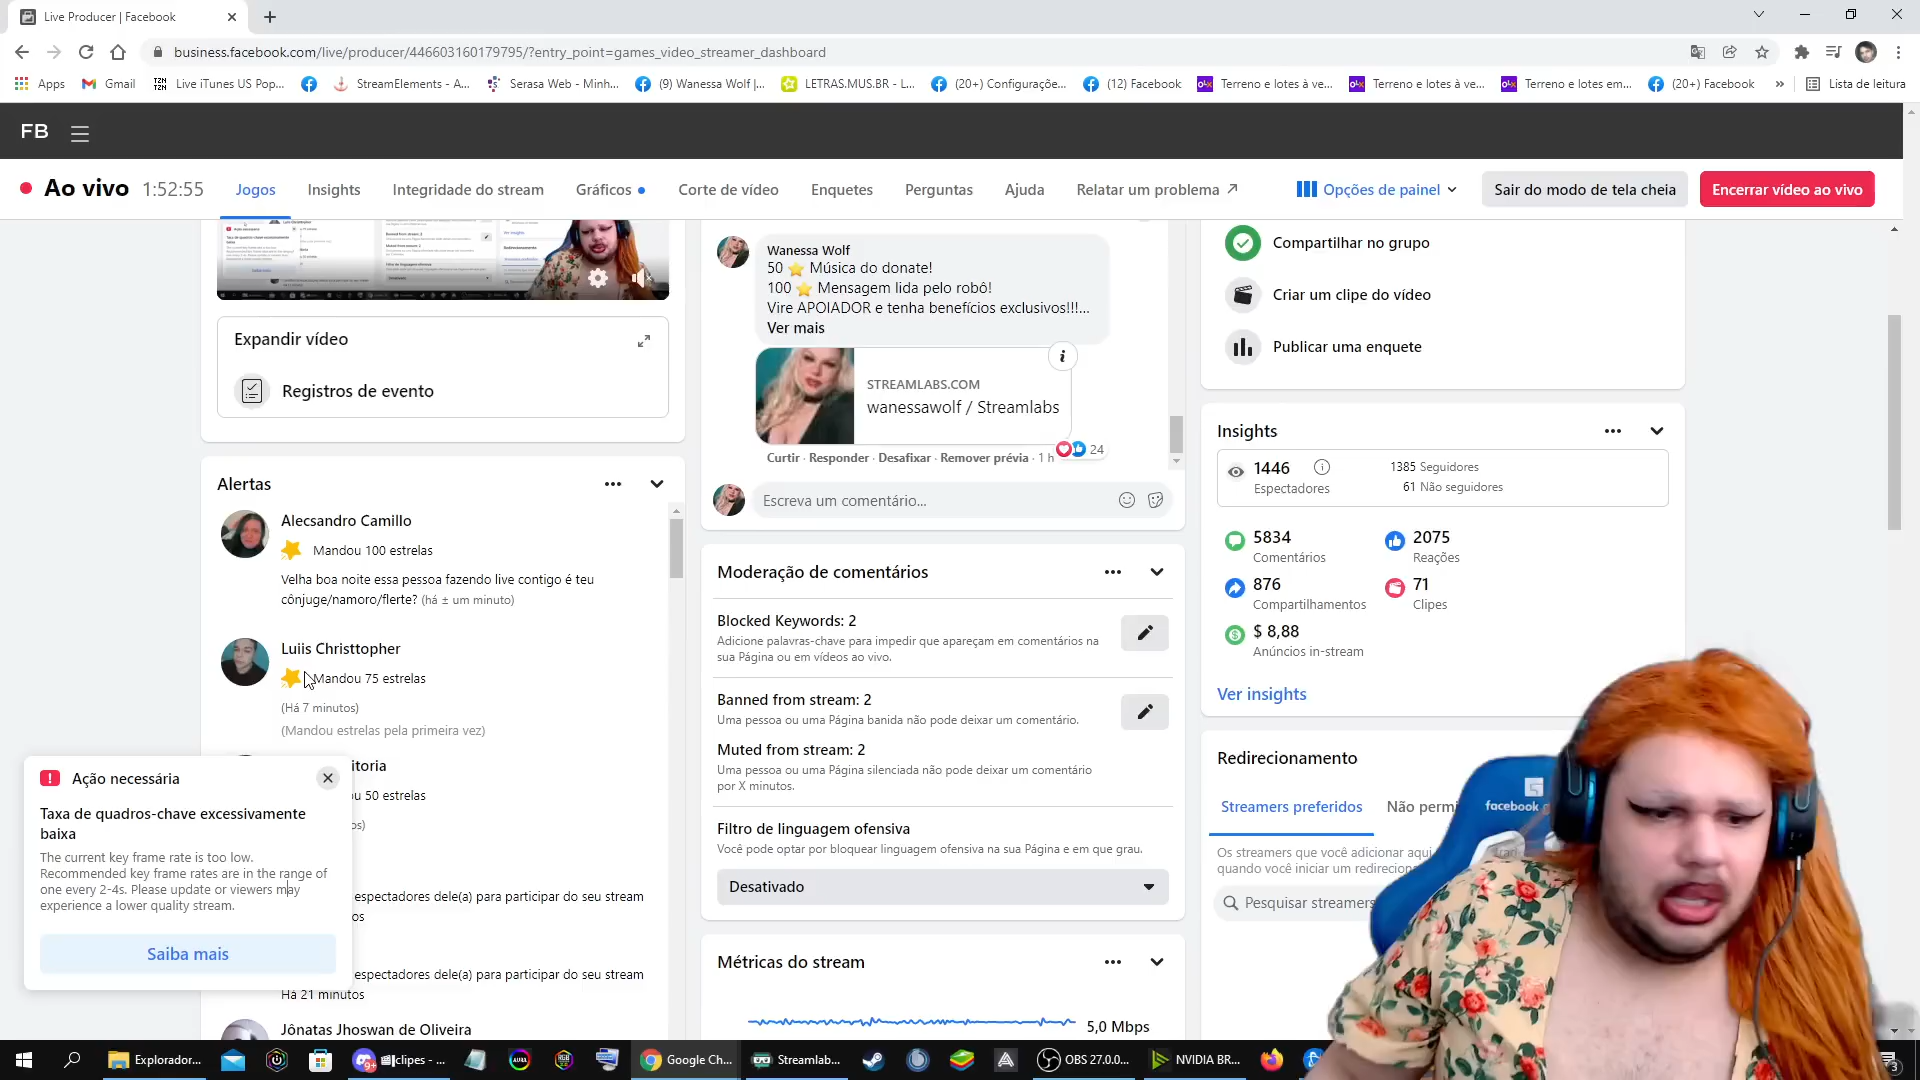 Live Producer | Facebook
business.facebook.com/live/producer/446603160179795/?entry_point=games_video_streamer_dashboard
Apps
Gmail
Live iTunes US Pop...
StreamElements - A...
Serasa Web - Minh...
(9) Wanessa Wolf |...
LETRAS.MUS.BR - L...
(20+) Configuraçõe...
(12) Facebook
Terreno e lotes à ve...
Terreno e lotes à ve...
Terreno e lotes em...
(20+) Facebook
»
Lista de leitura
FB
Ao vivo 1:52:55
Jogos
Insights
Integridade do stream
Gráficos
Corte de vídeo
Enquetes
Perguntas
Ajuda
Relatar um problema
Opções de painel
Sair do modo de tela cheia
Encerrar vídeo ao vivo
Expandir vídeo
Registros de evento
Alertas
Alecsandro Camillo
Mandou 100 estrelas
Velha boa noite essa pessoa fazendo live contigo é teu
cônjuge/namoro/flerte? (há ± um minuto)
Luiis Christtopher
Mandou 75 estrelas
(Há 7 minutos)
(Mandou estrelas pela primeira vez)
itoria
u 50 estrelas
os)
espectadores dele(a) para participar do seu stream
os
espectadores dele(a) para participar do seu stream
Há 21 minutos
Jônatas Jhoswan de Oliveira
Ação necessária
Taxa de quadros-chave excessivamente
baixa
The current key frame rate is too low.
Recommended key frame rates are in the range of
one every 2-4s. Please update or viewers may
experience a lower quality stream.
Saiba mais
Wanessa Wolf
50 ⭐ Música do donate!
100 ⭐ Mensagem lida pelo robô!
Vire APOIADOR e tenha benefícios exclusivos!!!...
Ver mais
STREAMLABS.COM
wanessawolf / Streamlabs
Curtir · Responder · Desafixar · Remover prévia · 1 h
24
Escreva um comentário...
Moderação de comentários
Blocked Keywords: 2
Adicione palavras-chave para impedir que apareçam em comentários na
sua Página ou em vídeos ao vivo.
Banned from stream: 2
Uma pessoa ou uma Página banida não pode deixar um comentário.
Muted from stream: 2
Uma pessoa ou uma Página silenciada não pode deixar um comentário
por X minutos.
Filtro de linguagem ofensiva
Você pode optar por bloquear linguagem ofensiva na sua Página e em que grau.
Desativado
Métricas do stream
5,0 Mbps
Compartilhar no grupo
Criar um clipe do vídeo
Publicar uma enquete
Insights
1446
Espectadores
1385 Seguidores
61 Não seguidores
5834
Comentários
2075
Reações
876
Compartilhamentos
71
Clipes
$ 8,88
Anúncios in-stream
Ver insights
Redirecionamento
Streamers preferidos
Não permi
Os streamers que você adicionar aqui
quando você iniciar um redirecion
Pesquisar streamers
facebook g
Explorador...
9+
clipes - ...
Google Ch...
Streamlab...
OBS 27.0.0...
NVIDIA BR...
3